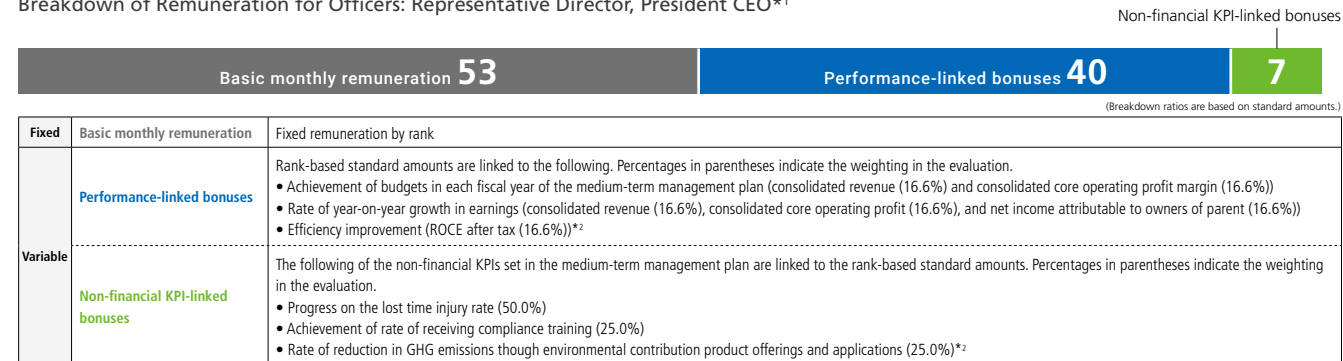 Breakdown of Remuneration for Officers: Representative Director, President CEO*1
Non-financial KPI-linked bonuses
Basic monthly remuneration 53
Performance-linked bonuses 40
7
(Breakdown ratios are based on standard amounts.)
Fixed
Basic monthly remuneration
Fixed remuneration by rank
Variable
Performance-linked bonuses
Rank-based standard amounts are linked to the following. Percentages in parentheses indicate the weighting in the evaluation.
• Achievement of budgets in each fiscal year of the medium-term management plan (consolidated revenue (16.6%) and consolidated core operating profit margin (16.6%))
• Rate of year-on-year growth in earnings (consolidated revenue (16.6%), consolidated core operating profit (16.6%), and net income attributable to owners of parent (16.6%))
• Efficiency improvement (ROCE after tax (16.6%))*2
Non-financial KPI-linked
bonuses
The following of the non-financial KPIs set in the medium-term management plan are linked to the rank-based standard amounts. Percentages in parentheses indicate the weighting
in the evaluation.
• Progress on the lost time injury rate (50.0%)
• Achievement of rate of receiving compliance training (25.0%)
• Rate of reduction in GHG emissions though environmental contribution product offerings and applications (25.0%)*2